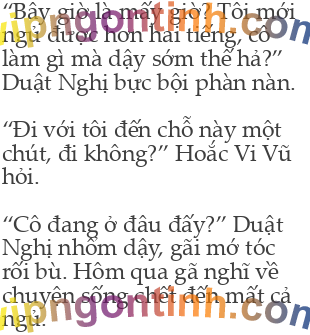 “Bây giờ là mấy giờ? Tôi mới
ngủ được hơn hai tiếng, cô
làm gì mà dậy sớm thế hả?”
Duật Nghị bực bội phàn nàn.
“Đi với tôi đến chỗ này một
chút, đi không?” Hoắc Vi Vũ
hỏi.
“Cô đang ở đâu đấy?” Duật
Nghị nhổm dậy, gãi mớ tóc
rối bù. Hôm qua gã nghĩ về
chuyện sống chết đến mất cả
ngủ.
vipngontinh.com
vipngontinh.com